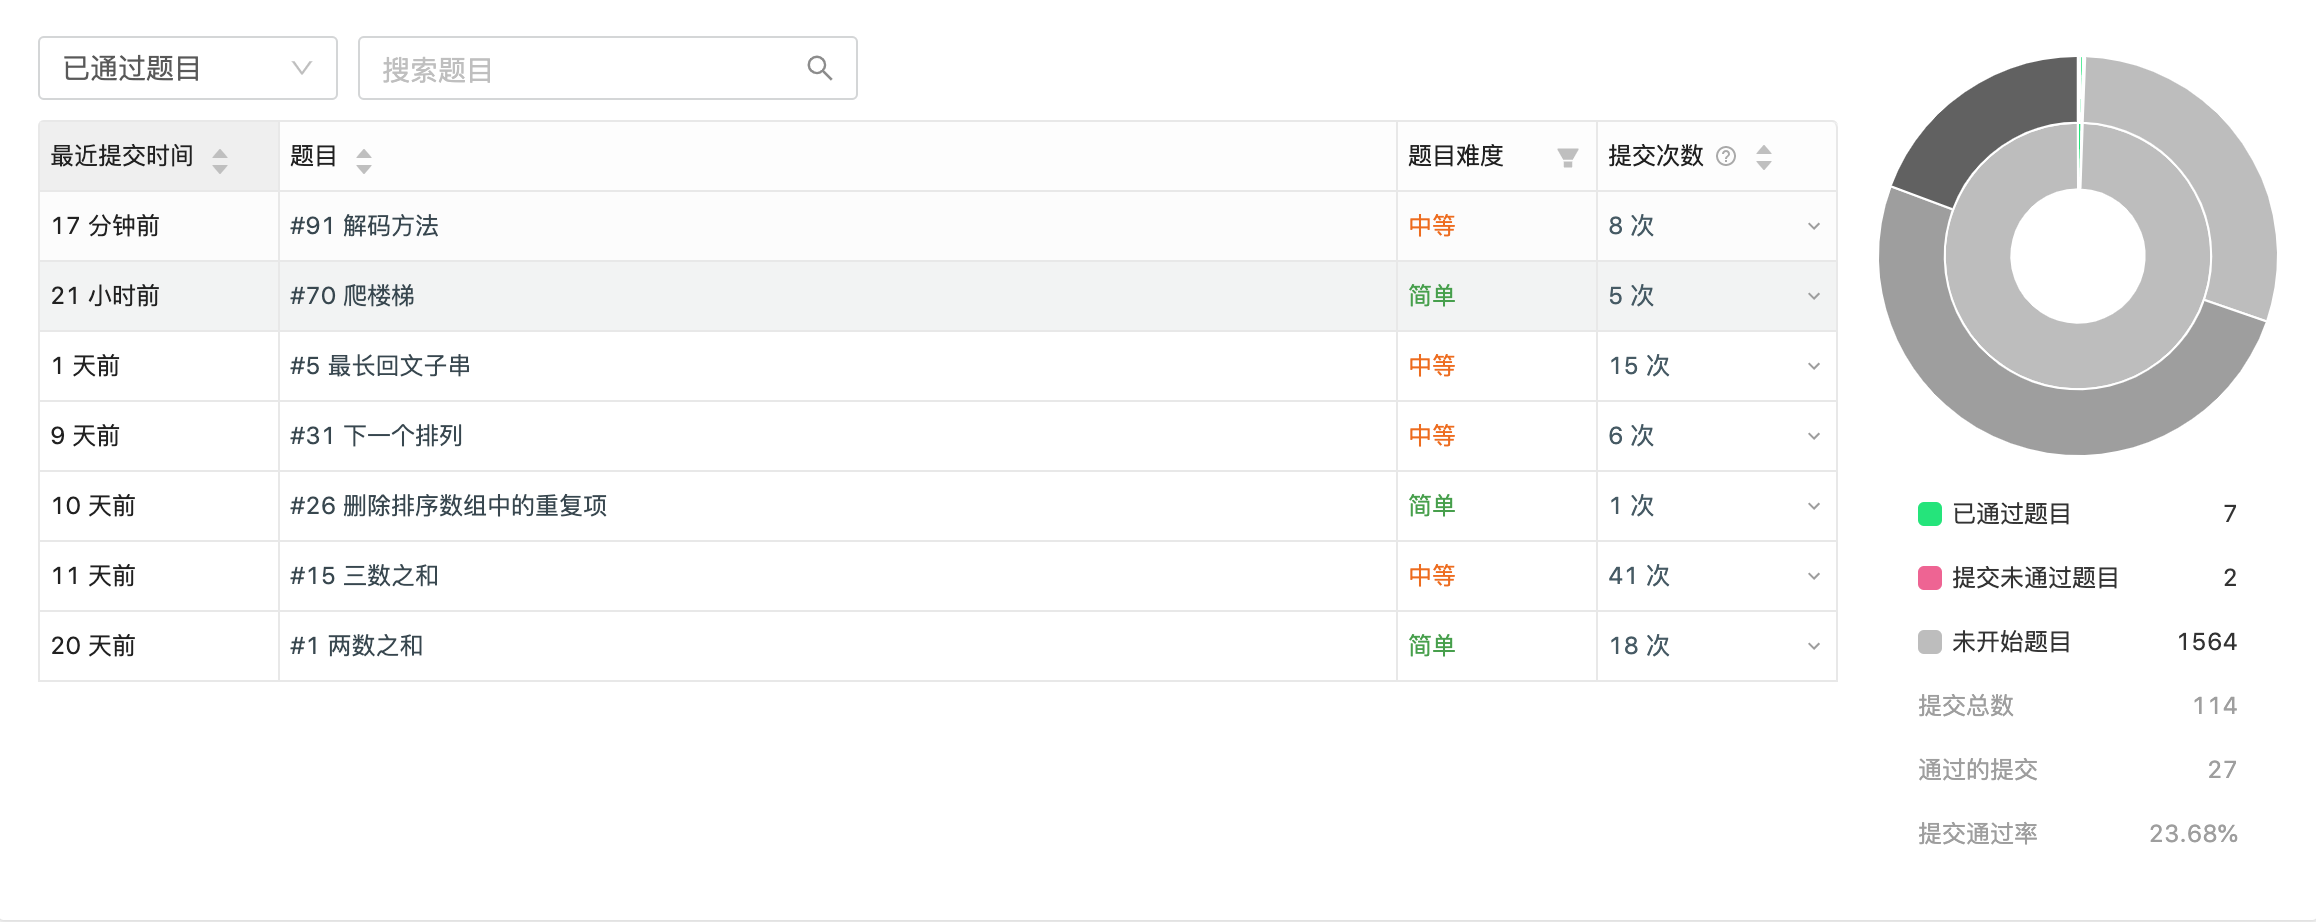 已通过题目
搜索题目
最近提交时间 题目 题目难度 提交次数
17 分钟前 #91 解码方法 中等 8 次
21 小时前 #70 爬楼梯 简单 5 次
1 天前 #5 最长回文子串 中等 15 次
9 天前 #31 下一个排列 中等 6 次
10 天前 #26 删除排序数组中的重复项 简单 1 次
11 天前 #15 三数之和 中等 41 次
20 天前 #1 两数之和 简单 18 次
已通过题目 7
提交未通过题目 2
未开始题目 1564
提交总数 114
通过的提交 27
提交通过率 23.68%